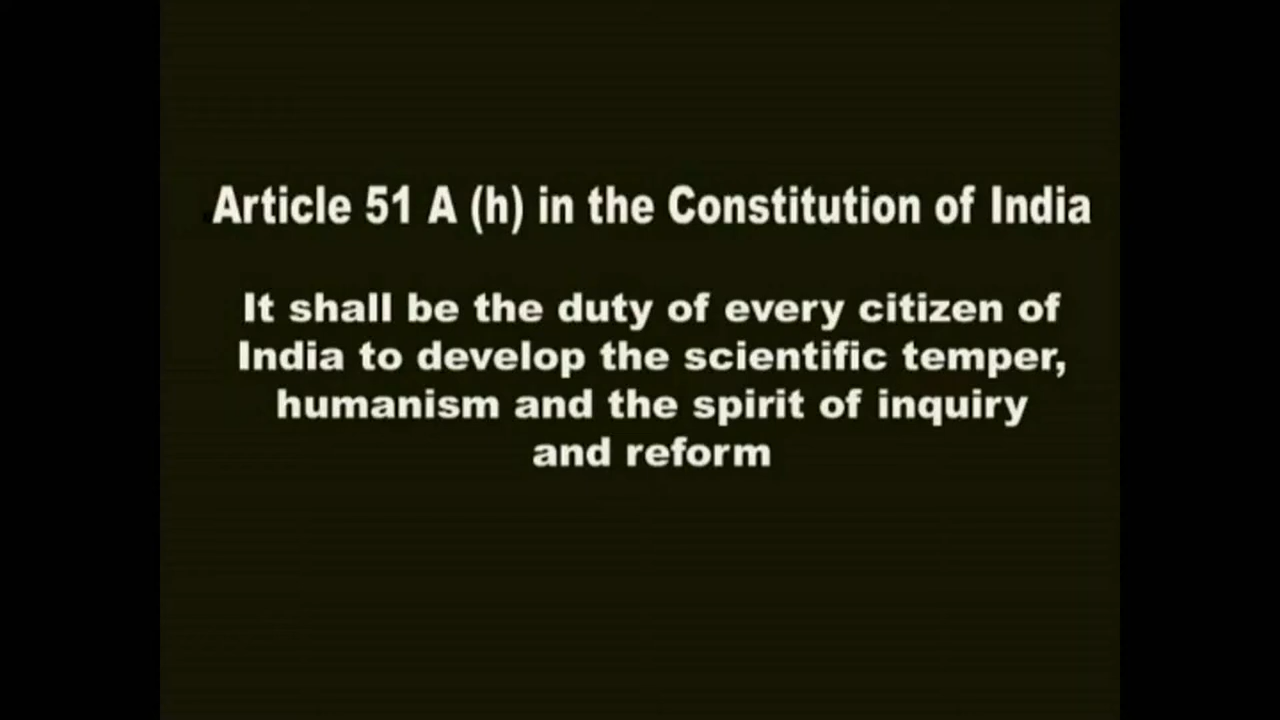 Article 51 A (h) in the Constitution of India
It shall be the duty of every citizen of
India to develop the scientific temper,
humanism and the spirit of inquiry
and reform